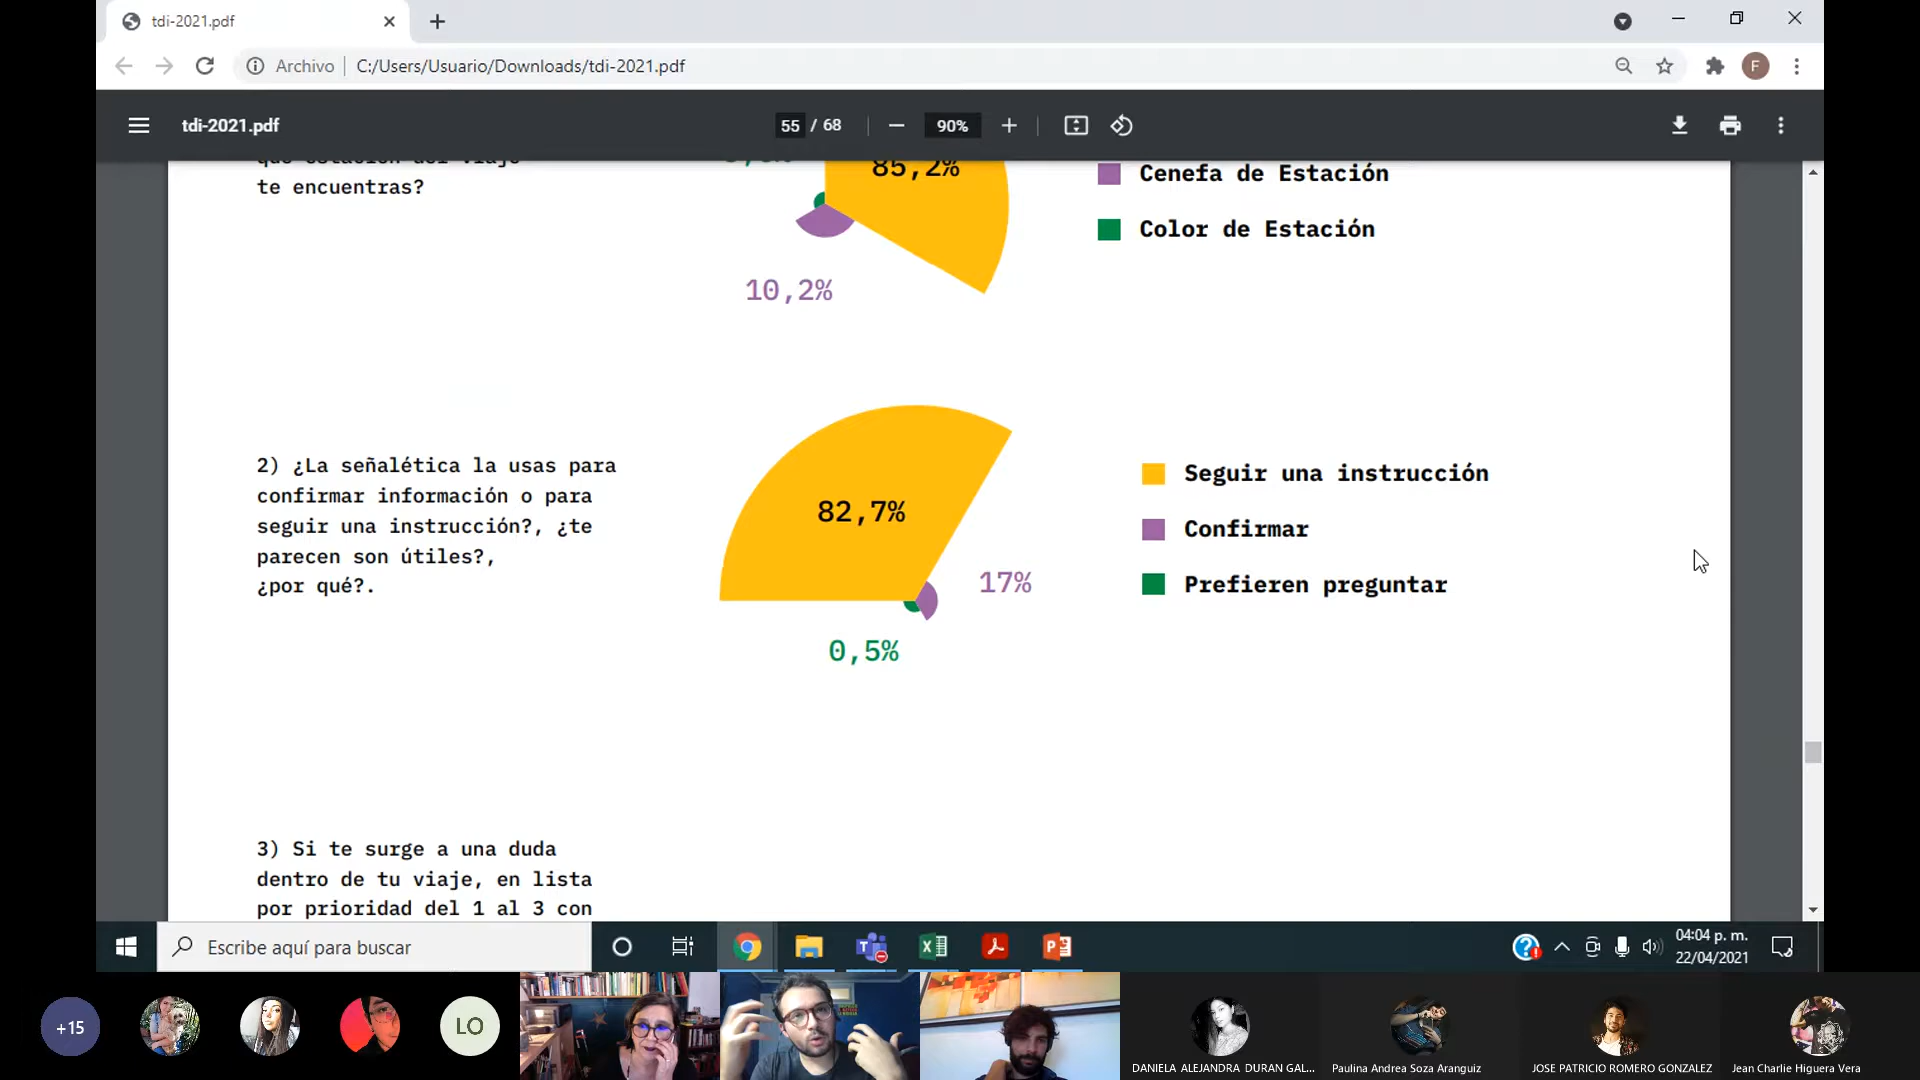 tdi-2021.pdf
Archivo
C:/Users/Usuario/Downloads/tdi-2021.pdf
F
tdi-2021.pdf
55 / 68
90%
que estación del viaje
te encuentras?
85,2%
10,2%
Cenefa de Estación
Color de Estación
2) ¿La señalética la usas para
confirmar información o para
seguir una instrucción?, ¿te
parecen son útiles?,
¿por qué?.
82,7%
17%
0,5%
Seguir una instrucción
Confirmar
Prefieren preguntar
3) Si te surge a una duda
dentro de tu viaje, en lista
por prioridad del 1 al 3 con
Escribe aquí para buscar
04:04 p. m.
22/04/2021
+15
LO
DANIELA ALEJANDRA DURAN GAL...
Paulina Andrea Soza Aranguiz
JOSE PATRICIO ROMERO GONZALEZ
Jean Charlie Higuera Vera